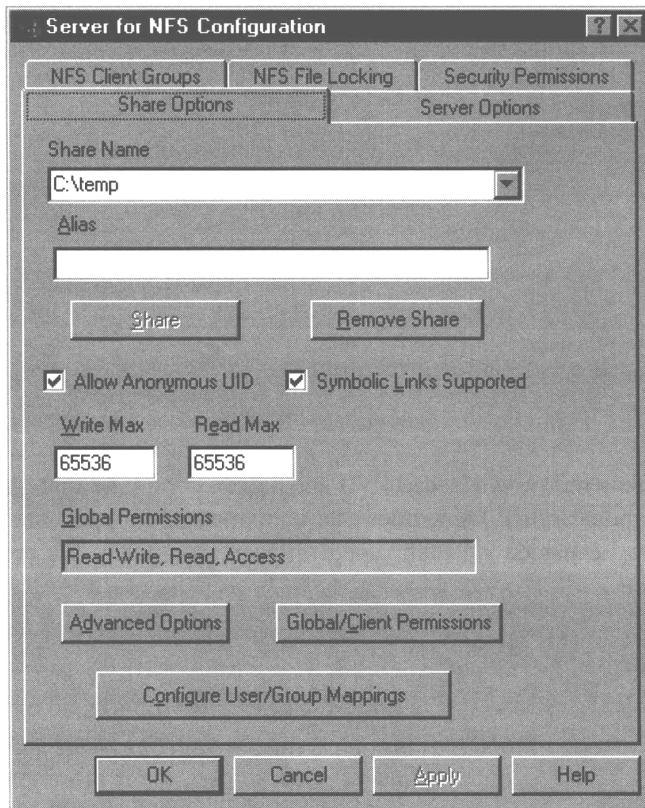 Server for NFS Configuration
NFS Client Groups NFS File Locking Security Permissions
Share Options Server Options
Share Name
C:\temp
Alias
Share Remove Share
Allow Anonymous UID Symbolic Links Supported
Write Max Read Max
65536 65536
Global Permissions
Read-Write, Read, Access
Advanced Options Global/Client Permissions
Configure User/Group Mappings
OK Cancel Apply Help